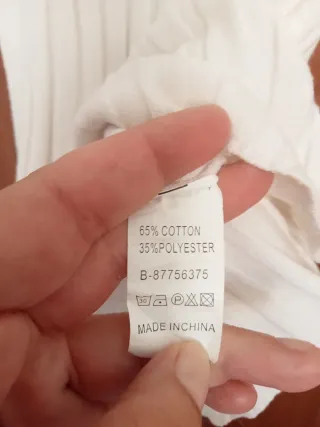 65% COTTON
35%POLYESTER
B-87756375
MADE INCHINA